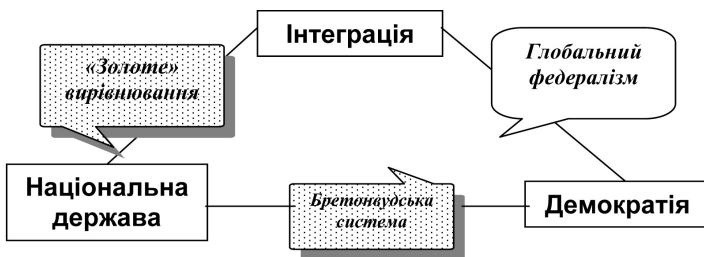 Інтеграція
«Золоте»
вирівнювання
Глобальний
федералізм
Національна
держава
Бретонвудська
система
Демократія